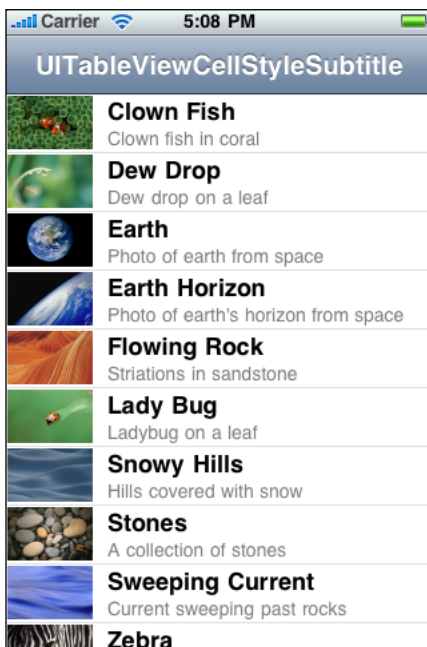 Carrier 5:08 PM
UITableViewCellStyleSubtitle
Clown Fish
Clown fish in coral
Dew Drop
Dew drop on a leaf
Earth
Photo of earth from space
Earth Horizon
Photo of earth's horizon from space
Flowing Rock
Striations in sandstone
Lady Bug
Ladybug on a leaf
Snowy Hills
Hills covered with snow
Stones
A collection of stones
Sweeping Current
Current sweeping past rocks
Zebra